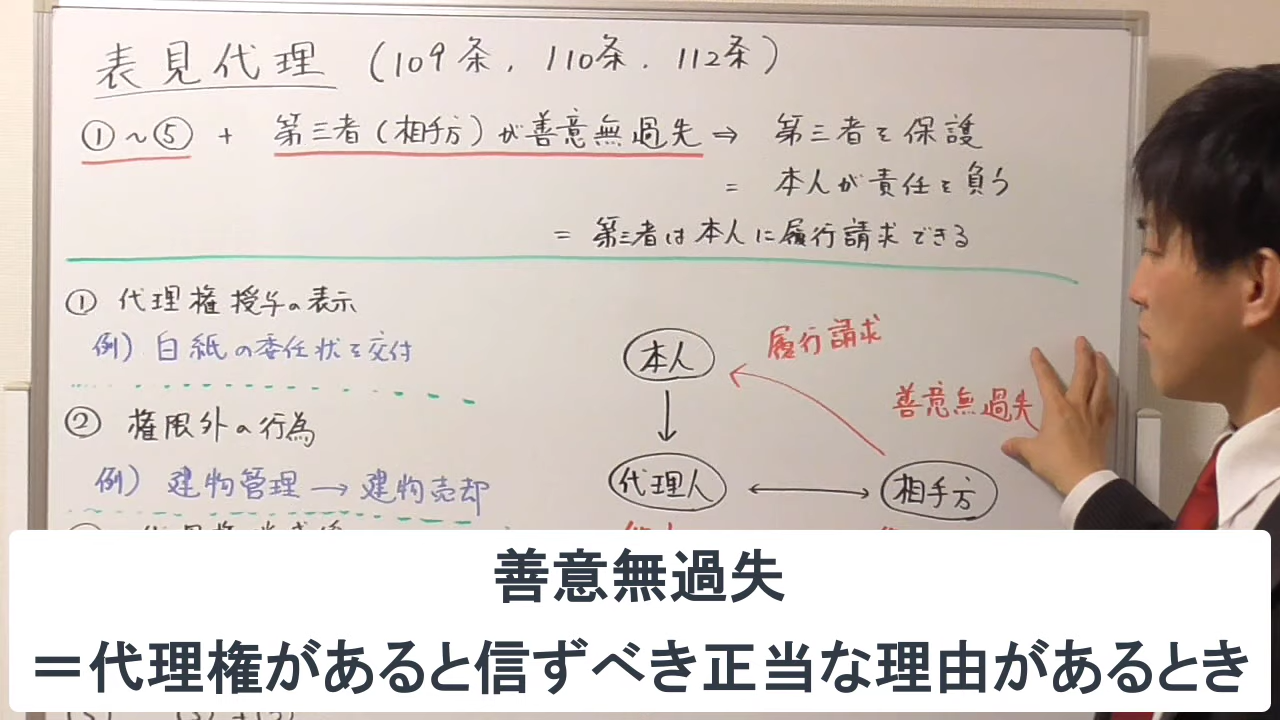 表見代理 (109条, 110条. 112条)
①~⑤ + 第三者(相手方)が善意無過失 ⇒ 第三者を保護
= 本人が責任を負う
= 第三者は本人に履行請求できる
① 代理権授与の表示
例) 白紙の委任状を交付
② 権限外の行為
例) 建物管理 → 建物売却
本人
履行請求
善意無過失
代理人
相手方
善意無過失
=代理権があると信ずべき正当な理由があるとき